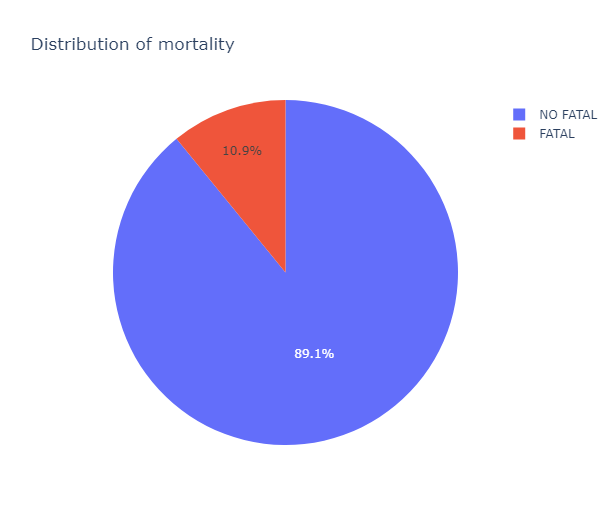 Distribution of mortality
NO FATAL
FATAL
10.9%
89.1%